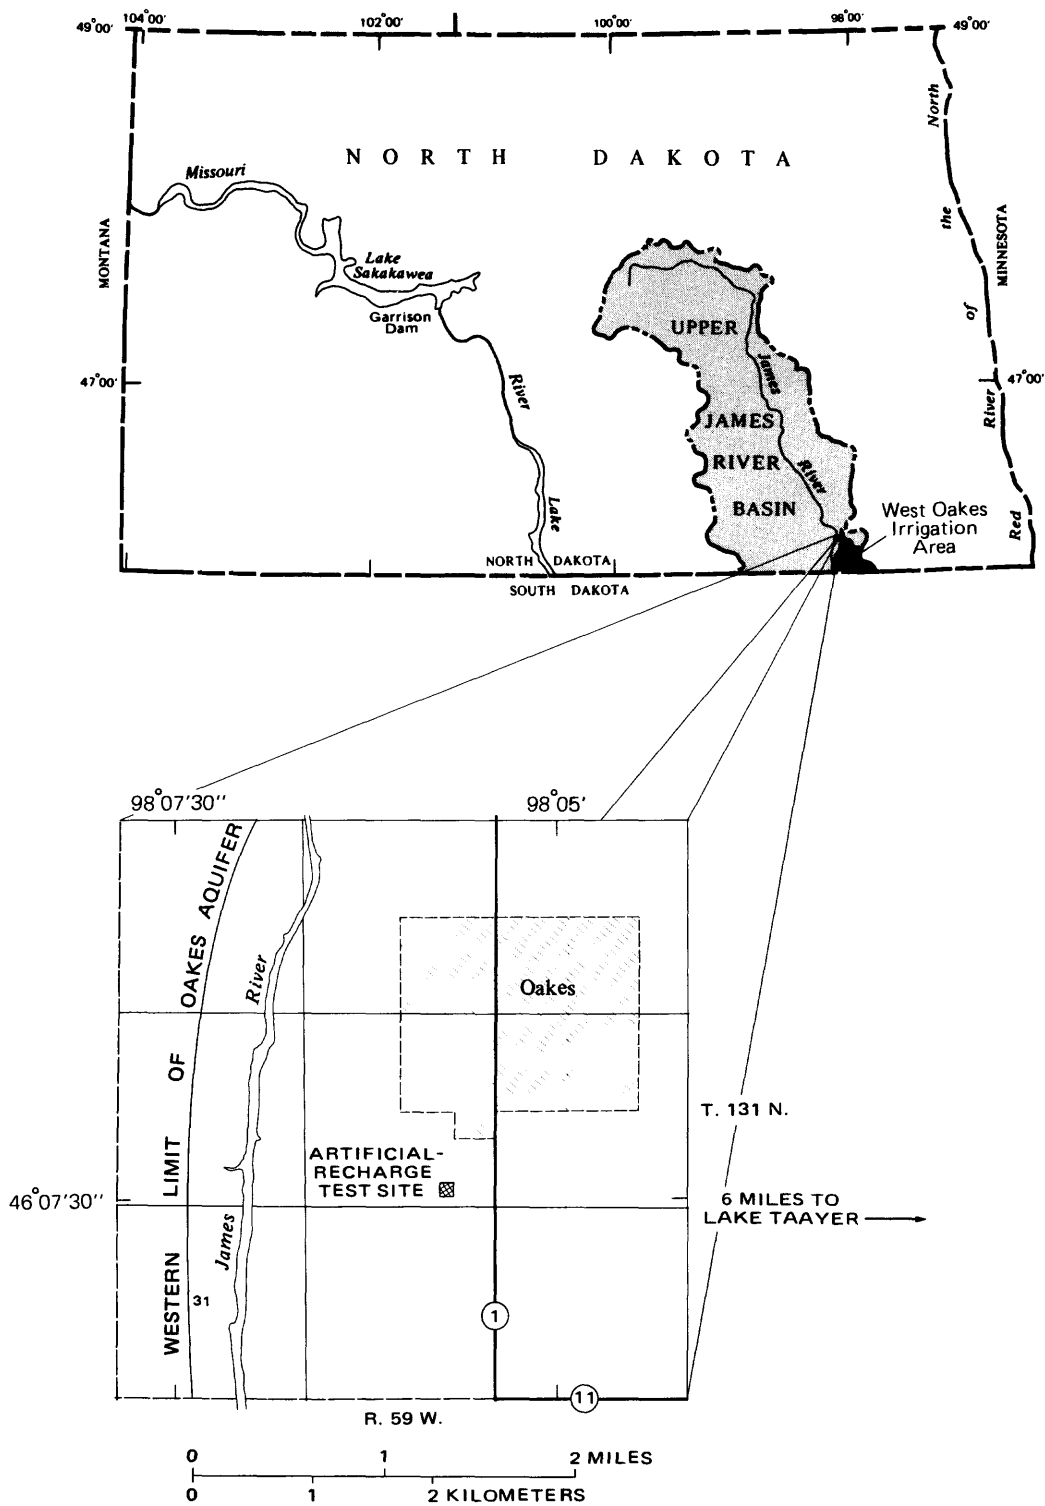 104°00'
102°00'
100°00'
98°00'
49°00'
49°00'
NORTH DAKOTA
North
of
the
River
Red
Missouri
MONTANA
MINNESOTA
Lake
Sakakawea
Garrison
Dam
UPPER
James
47°00'
47°00'
River
JAMES
RIVER
River
BASIN
Lake
West Oakes
Irrigation
Area
NORTH DAKOTA
SOUTH DAKOTA
98°07'30"
98°05'
WESTERN LIMIT OF OAKES AQUIFER
James River
Oakes
T. 131 N.
ARTIFICIAL-
RECHARGE
TEST SITE
46°07'30"
6 MILES TO
LAKE TAAYER
31
1
11
R. 59 W.
0 1 2 MILES
0 1 2 KILOMETERS